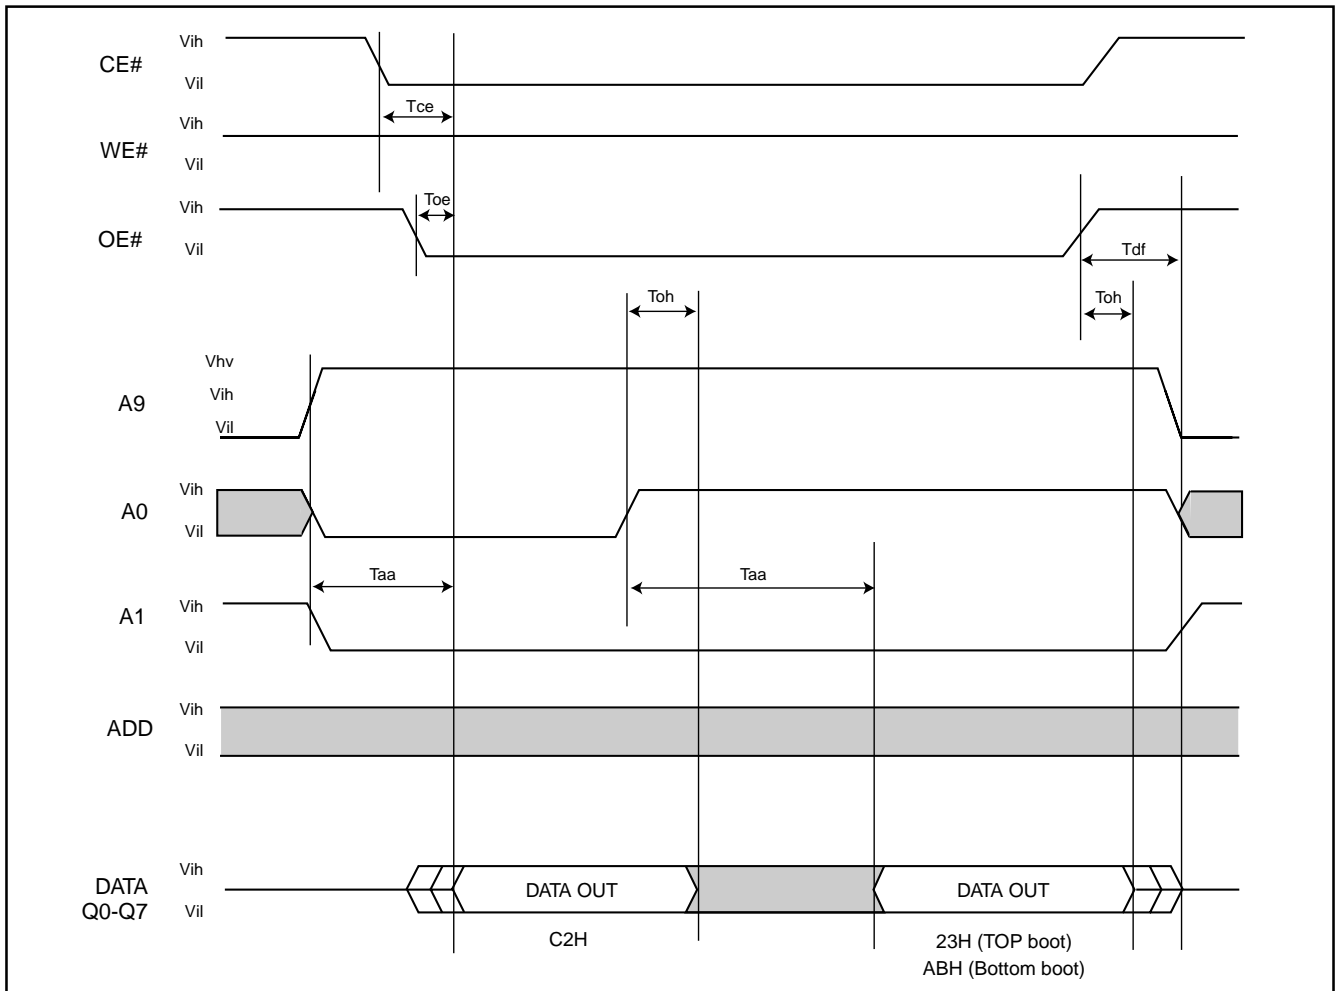 Vih
CE#
Vil
Tce
Vih
WE#
Vil
Toe
Vih
OE#
Vil
Tdf
Toh
Toh
Vhv
Vih
A9
Vil
Vih
A0
Vil
Taa
Taa
Vih
A1
Vil
Vih
ADD
Vil
Vih
DATA
Q0-Q7
Vil
DATA OUT
DATA OUT
C2H
23H (TOP boot)
ABH (Bottom boot)